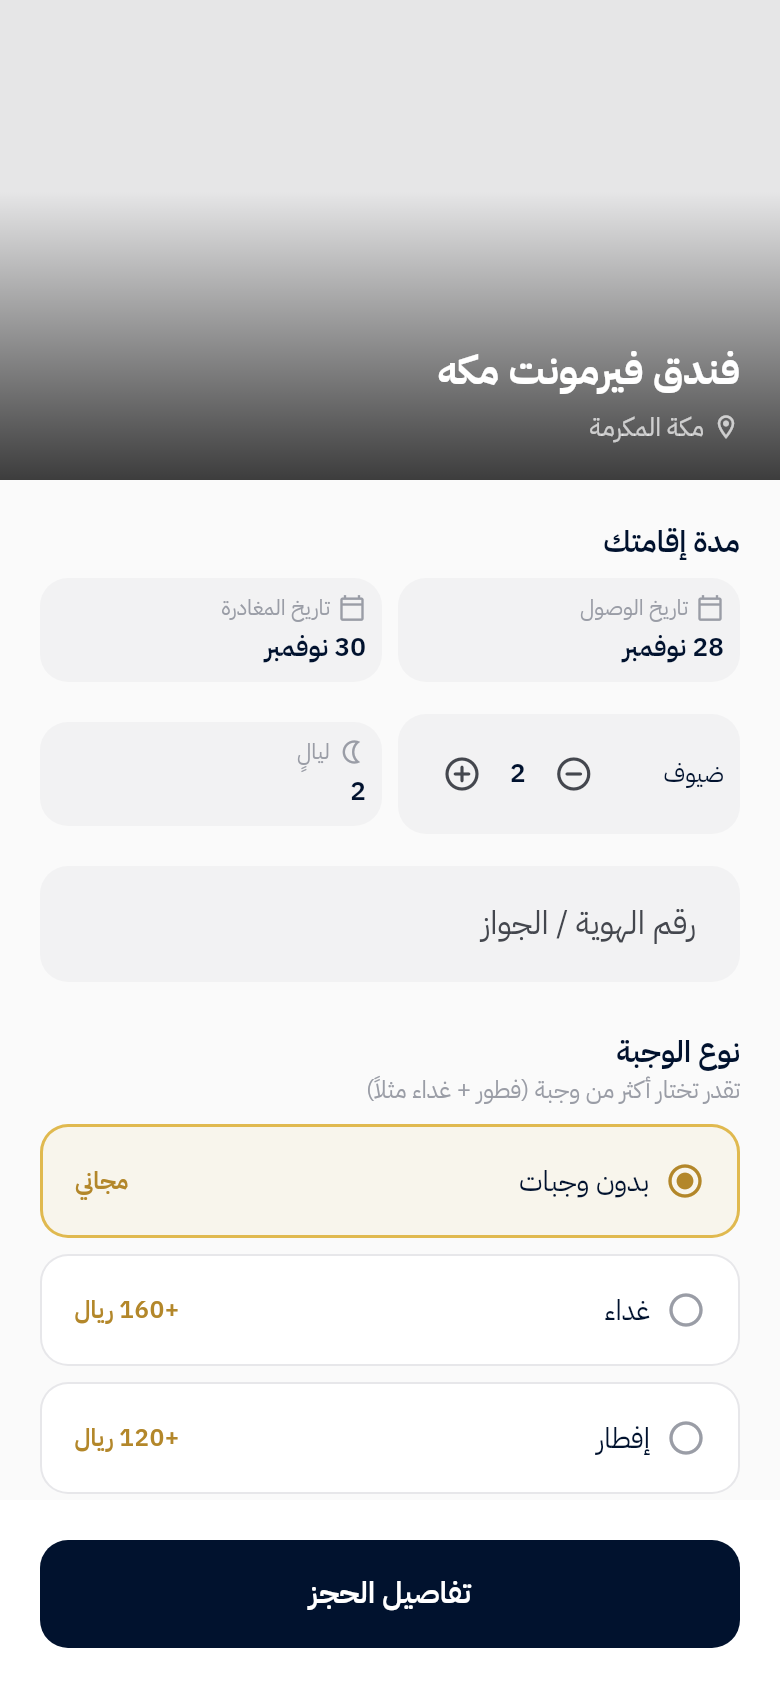 فندق فيرمونت مكه
مكة المكرمة
مدة إقامتك
تاريخ الوصول
28 نوفمبر
تاريخ المغادرة
30 نوفمبر
ضيوف
2
ليالٍ
2
رقم الهوية / الجواز
نوع الوجبة
تقدر تختار أكثر من وجبة (فطور + غداء مثلاً)
بدون وجبات
مجاني
غداء
+160 ريال
إفطار
+120 ريال
تفاصيل الحجز